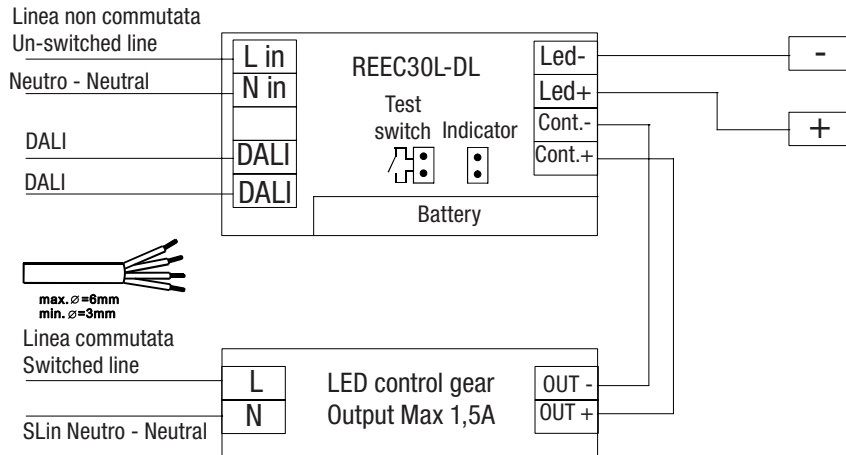 Linea non commutata
Un-switched line
Neutro - Neutral
DALI
DALI
L in
N in
DALI
DALI
REEC30L-DL
Test
switch
Indicator
Battery
Led-
Led+
Cont.-
Cont.+
-
+
max. ⌀=6mm
min. ⌀=3mm
Linea commutata
Switched line
SLin Neutro - Neutral
L
N
LED control gear
Output Max 1,5A
OUT -
OUT +